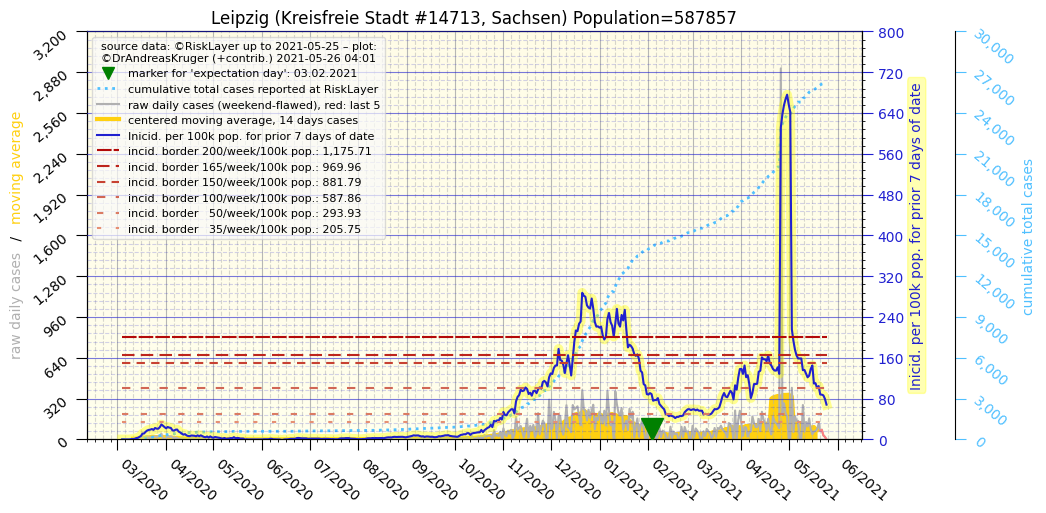 Leipzig (Kreisfreie Stadt #14713, Sachsen) Population=587857
source data: ©RiskLayer up to 2021-05-25 – plot:
©DrAndreasKruger (+contrib.) 2021-05-26 04:01
marker for 'expectation day': 03.02.2021
cumulative total cases reported at RiskLayer
raw daily cases (weekend-flawed), red: last 5
centered moving average, 14 days cases
Inicid. per 100k pop. for prior 7 days of date
incid. border 200/week/100k pop.: 1,175.71
incid. border 165/week/100k pop.: 969.96
incid. border 150/week/100k pop.: 881.79
incid. border 100/week/100k pop.: 587.86
incid. border 50/week/100k pop.: 293.93
incid. border 35/week/100k pop.: 205.75
raw daily cases / moving average
3,200
2,880
2,560
2,240
1,920
1,600
1,280
960
640
320
0
03/2020
04/2020
05/2020
06/2020
07/2020
08/2020
09/2020
10/2020
11/2020
12/2020
01/2021
02/2021
03/2021
04/2021
05/2021
06/2021
800
720
640
560
480
400
320
240
160
80
0
Inicid. per 100k pop. for prior 7 days of date
30,000
27,000
24,000
21,000
18,000
15,000
12,000
9,000
6,000
3,000
0
cumulative total cases